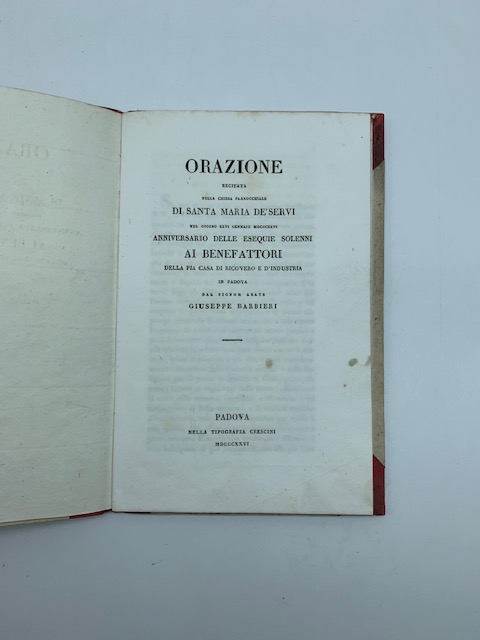 ORAZIONE
RECITATA
NELLA CHIESA PARROCCHIALE
DI SANTA MARIA DE' SERVI
NEL GIORNO XXVI GENNAIO MDCCCXXVI
ANNIVERSARIO DELLE ESEQUIE SOLENNI
AI BENEFATTORI
DELLA PIA CASA DI RICOVERO E D'INDUSTRIA
IN PADOVA
DAL SIGNOR ABATE
GIUSEPPE BARBIERI
PADOVA
NELLA TIPOGRAFIA CRESCINI
MDCCCXXVI